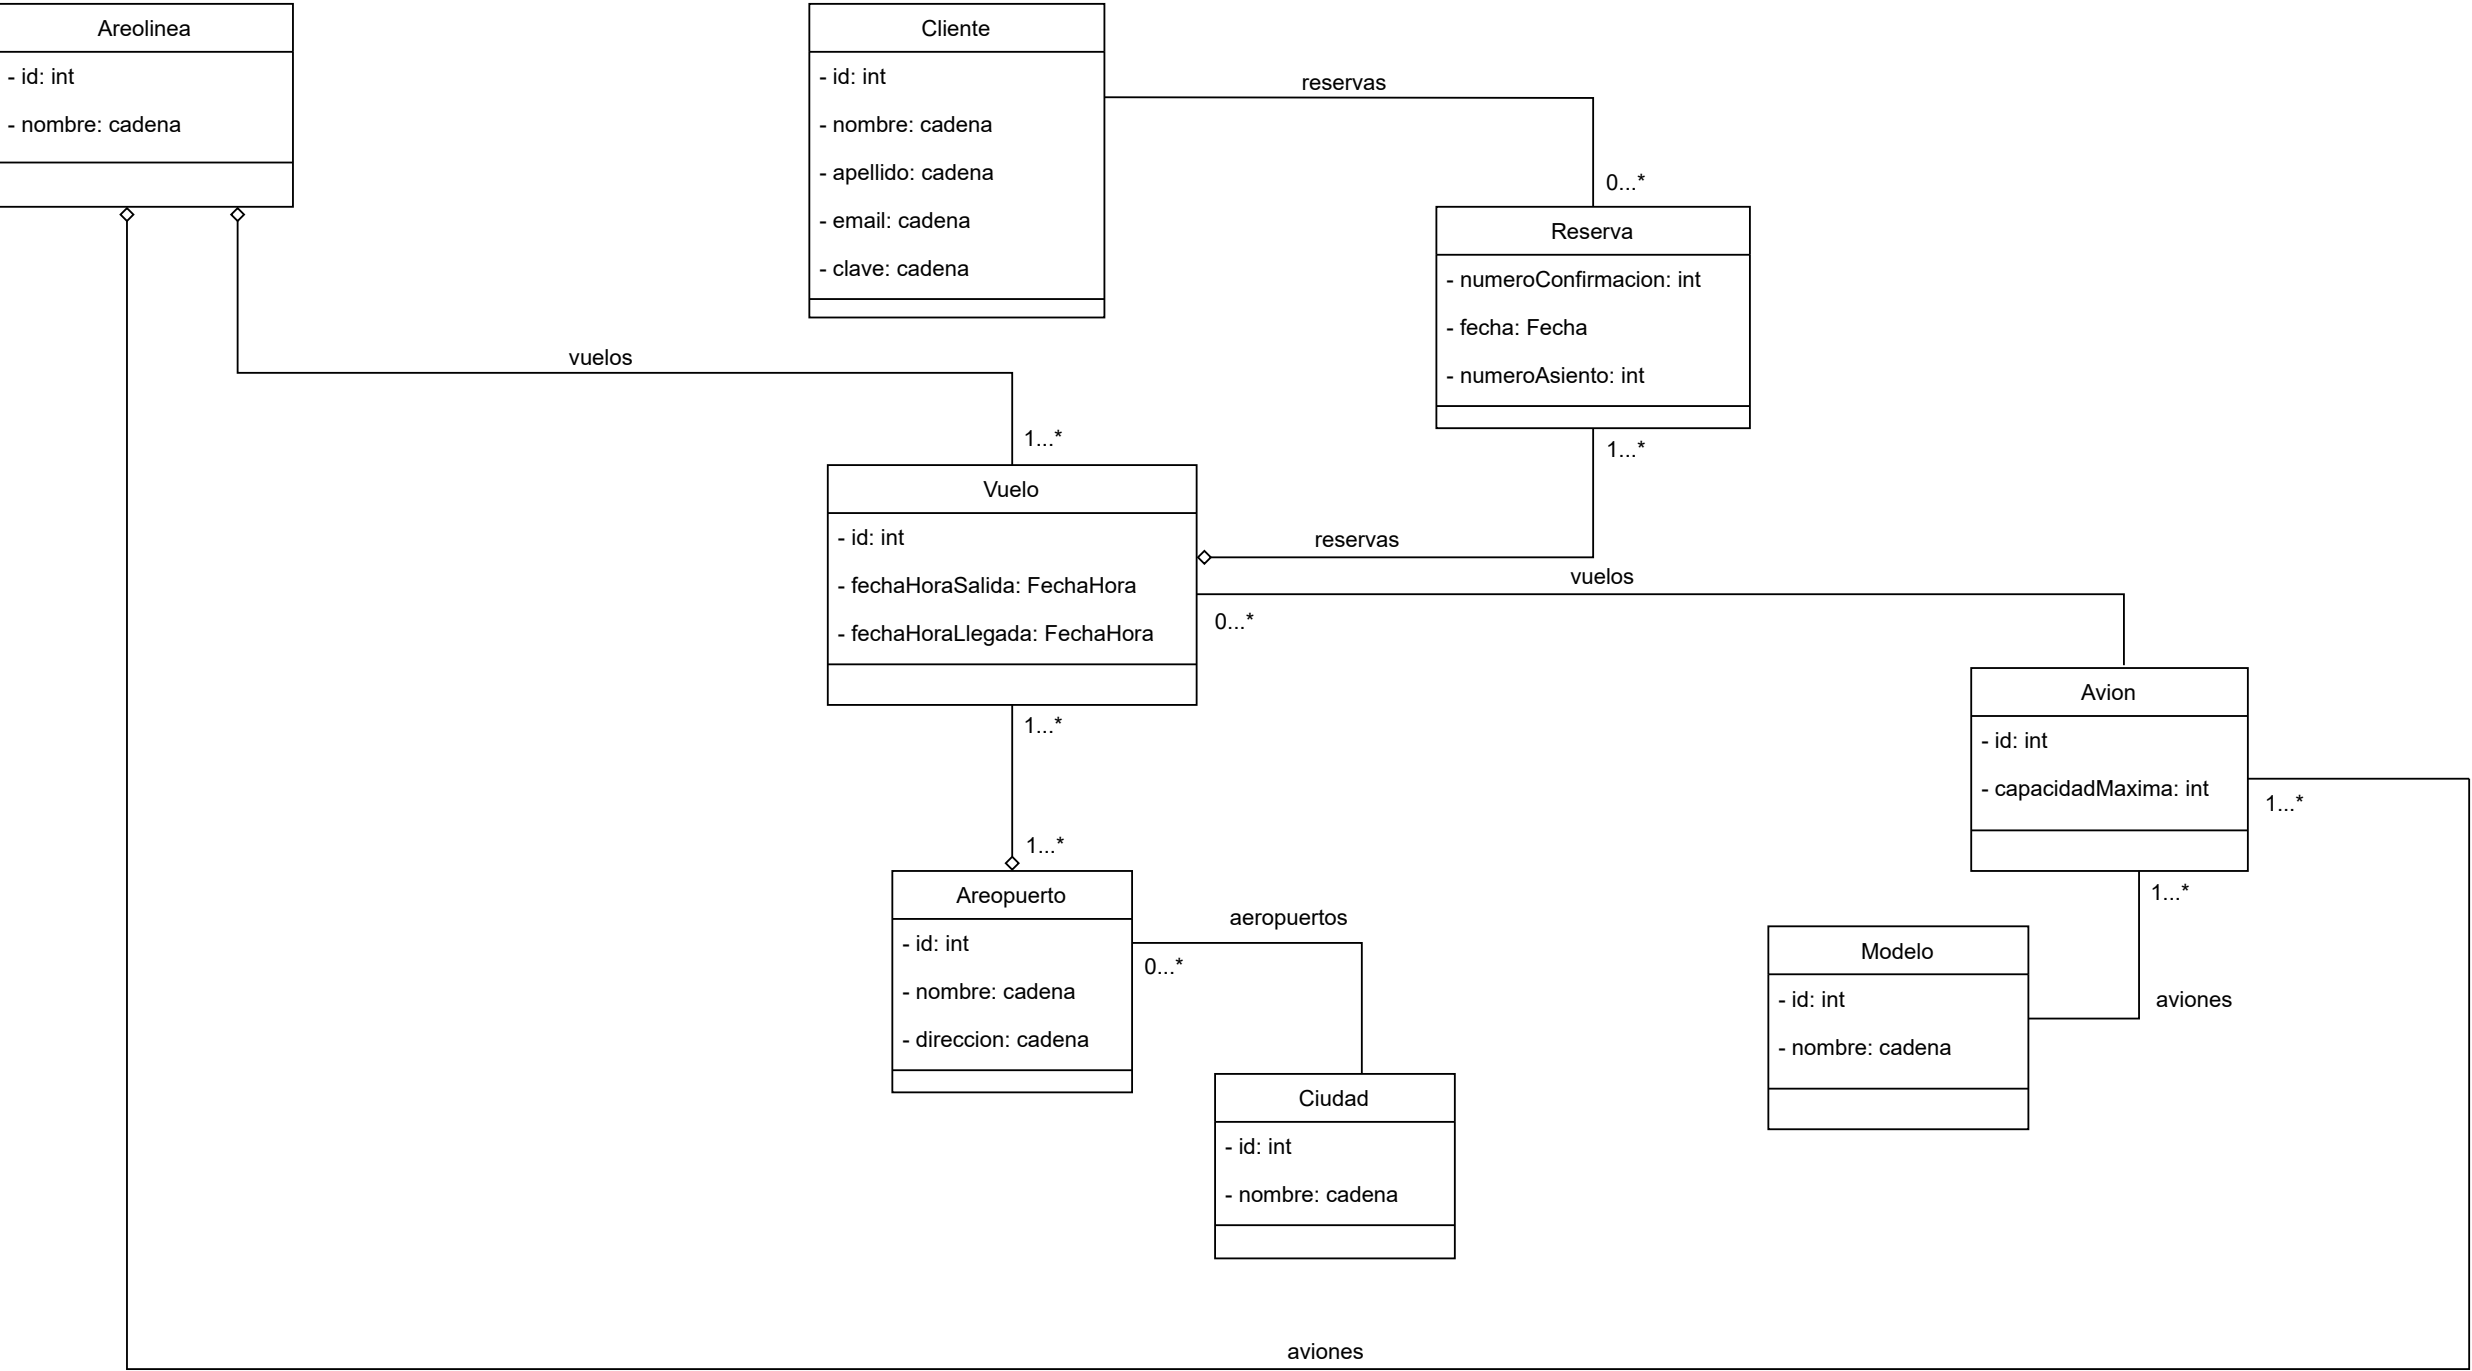 Areolinea
- id: int
- nombre: cadena
Cliente
- id: int
- nombre: cadena
- apellido: cadena
- email: cadena
- clave: cadena
reservas
0...*
Reserva
- numeroConfirmacion: int
- fecha: Fecha
- numeroAsiento: int
1...*
vuelos
1...*
Vuelo
- id: int
- fechaHoraSalida: FechaHora
- fechaHoraLlegada: FechaHora
reservas
vuelos
0...*
Avion
- id: int
- capacidadMaxima: int
1...*
1...*
1...*
1...*
Areopuerto
- id: int
- nombre: cadena
- direccion: cadena
aeropuertos
0...*
Modelo
- id: int
- nombre: cadena
aviones
Ciudad
- id: int
- nombre: cadena
aviones